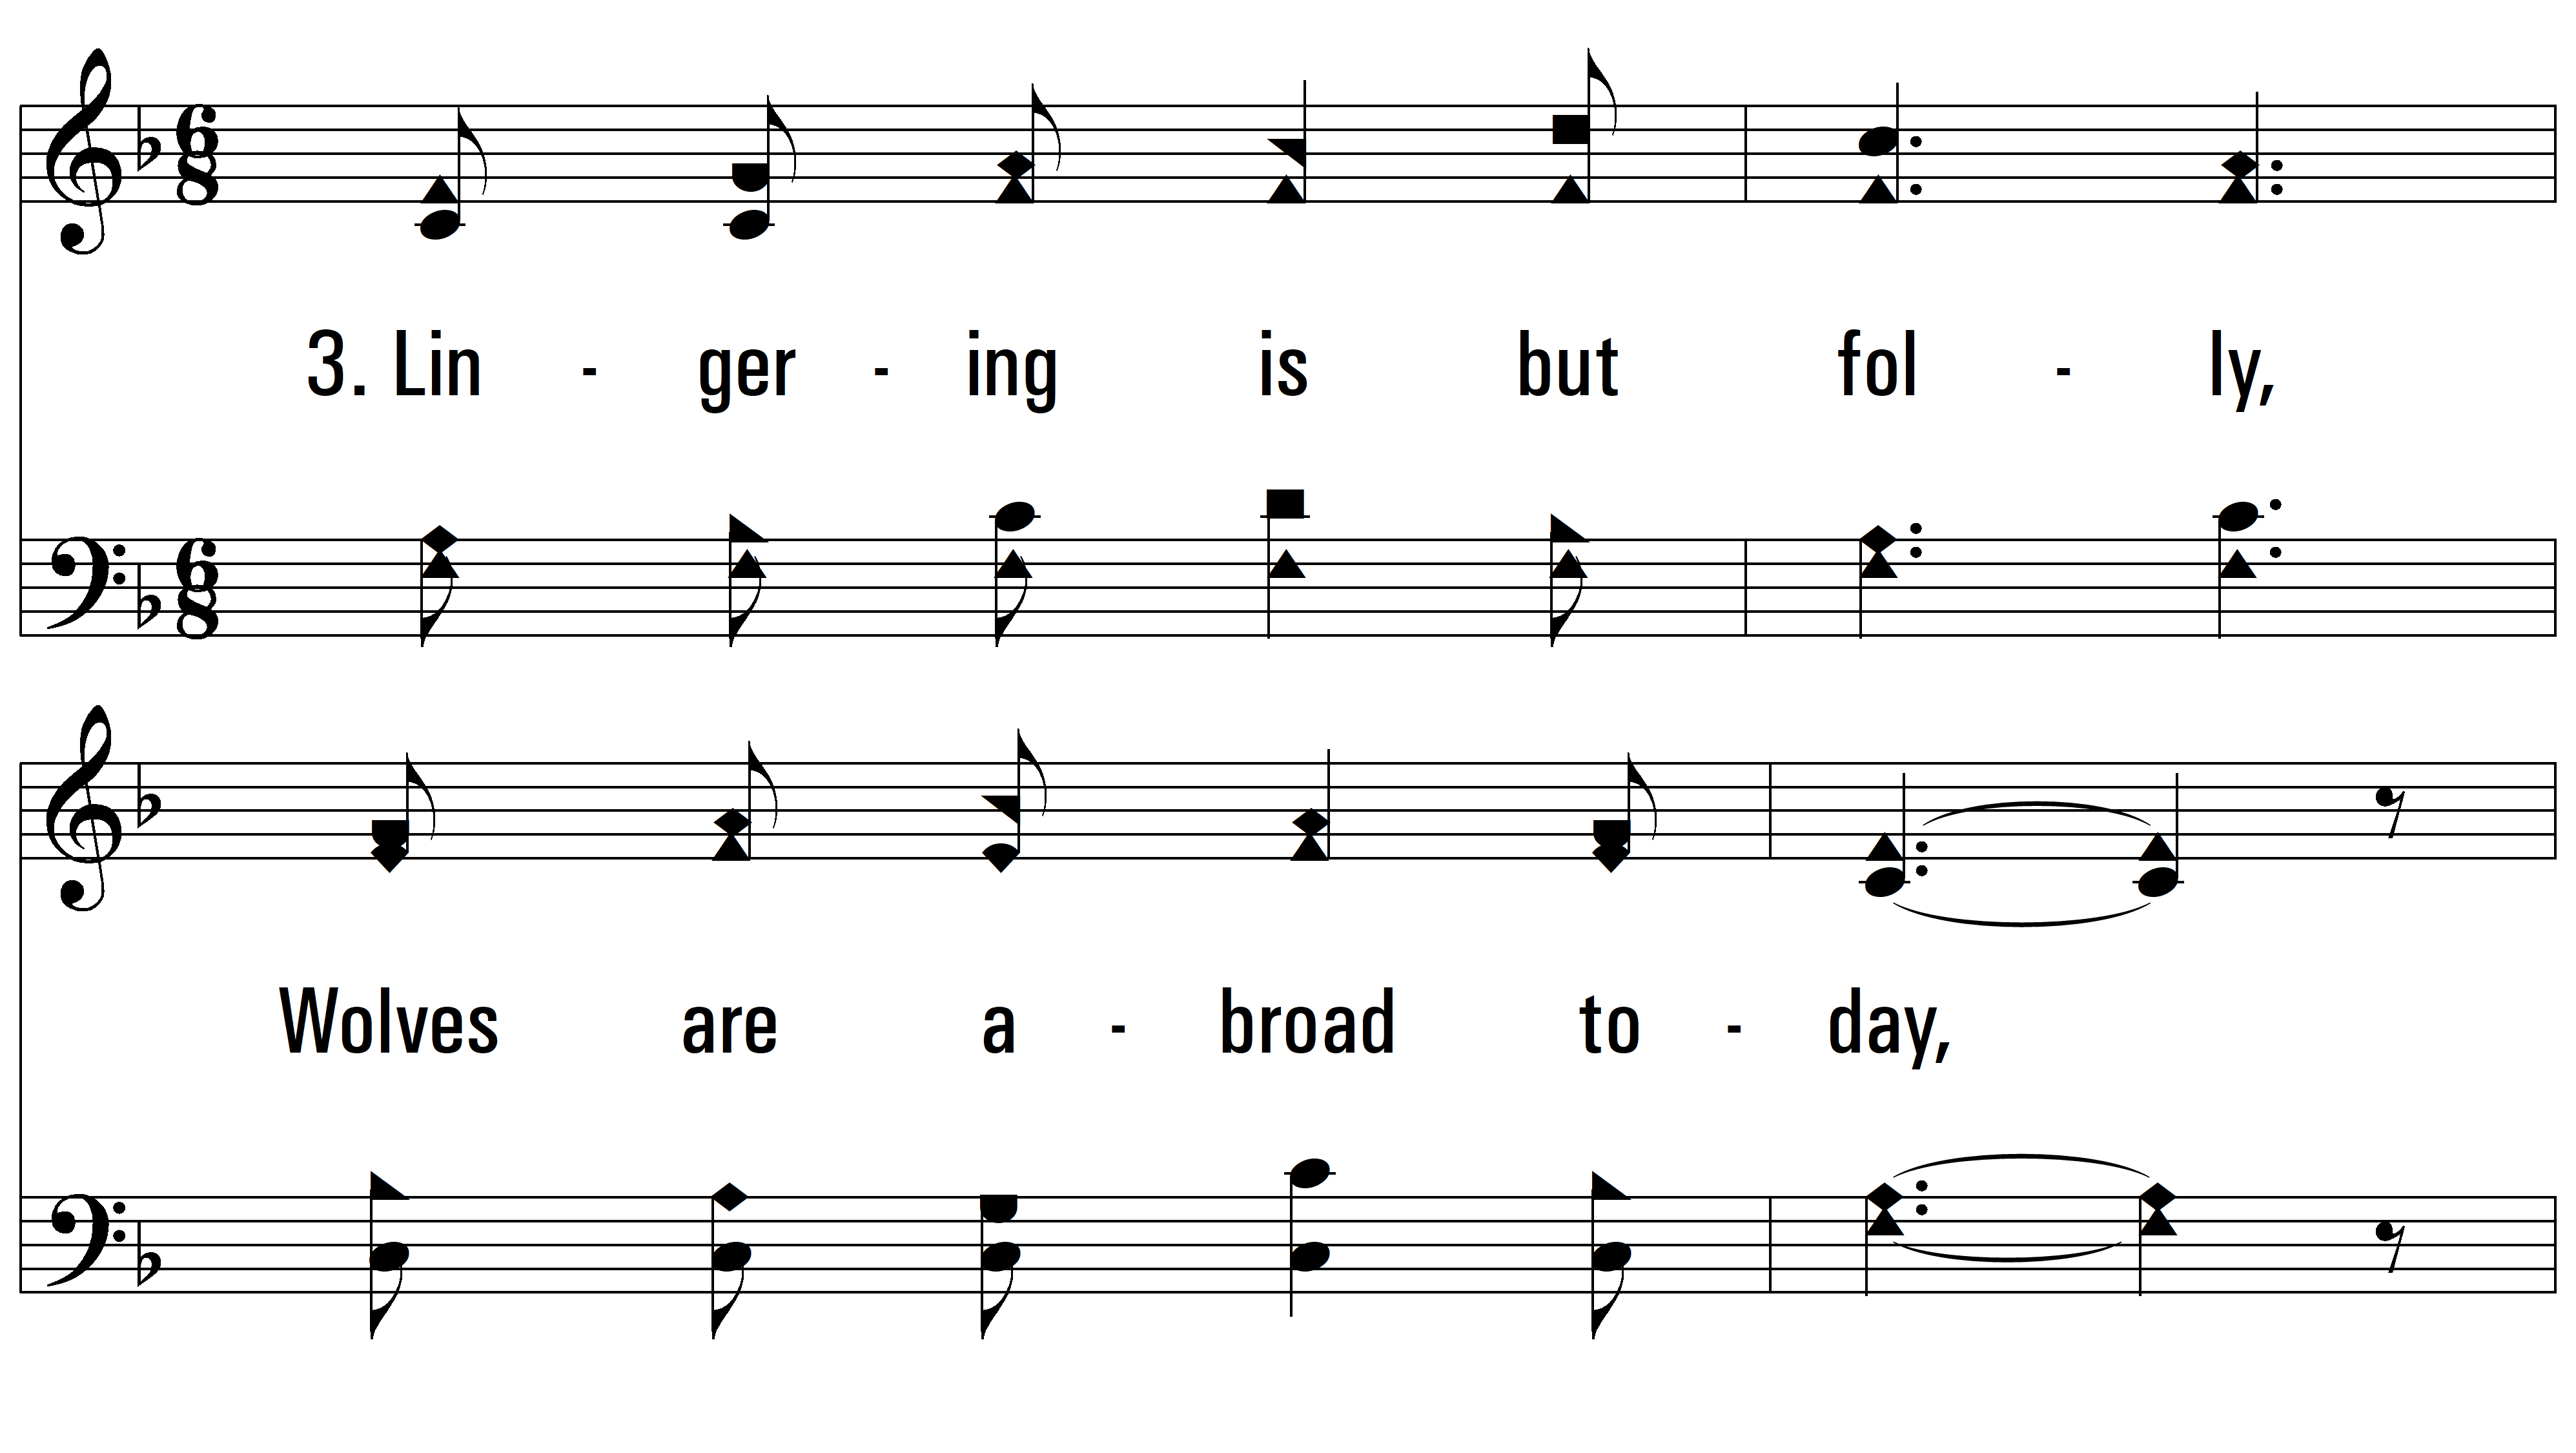 3. Lin - ger - ing is but fol - ly,
Wolves are a - broad to - day,